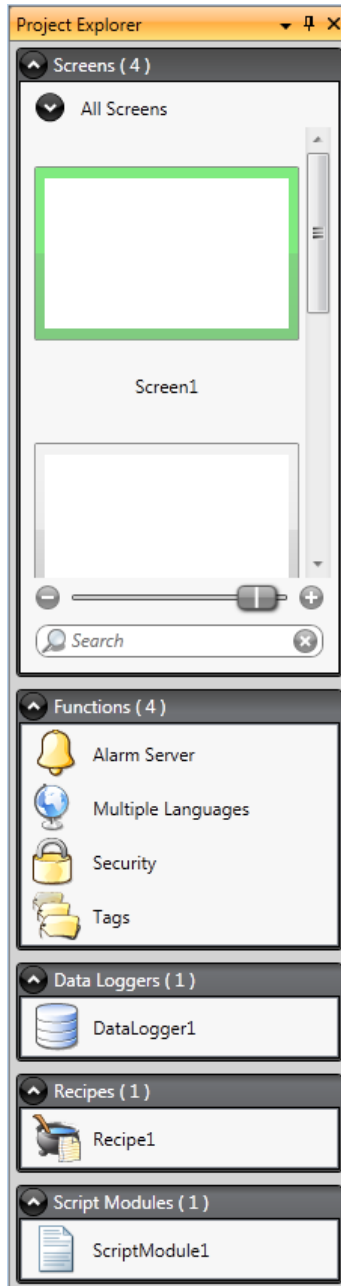 Project Explorer
Screens ( 4 )
All Screens
Screen1
Search
Functions ( 4 )
Alarm Server
Multiple Languages
Security
Tags
Data Loggers ( 1 )
DataLogger1
Recipes ( 1 )
Recipe1
Script Modules ( 1 )
ScriptModule1